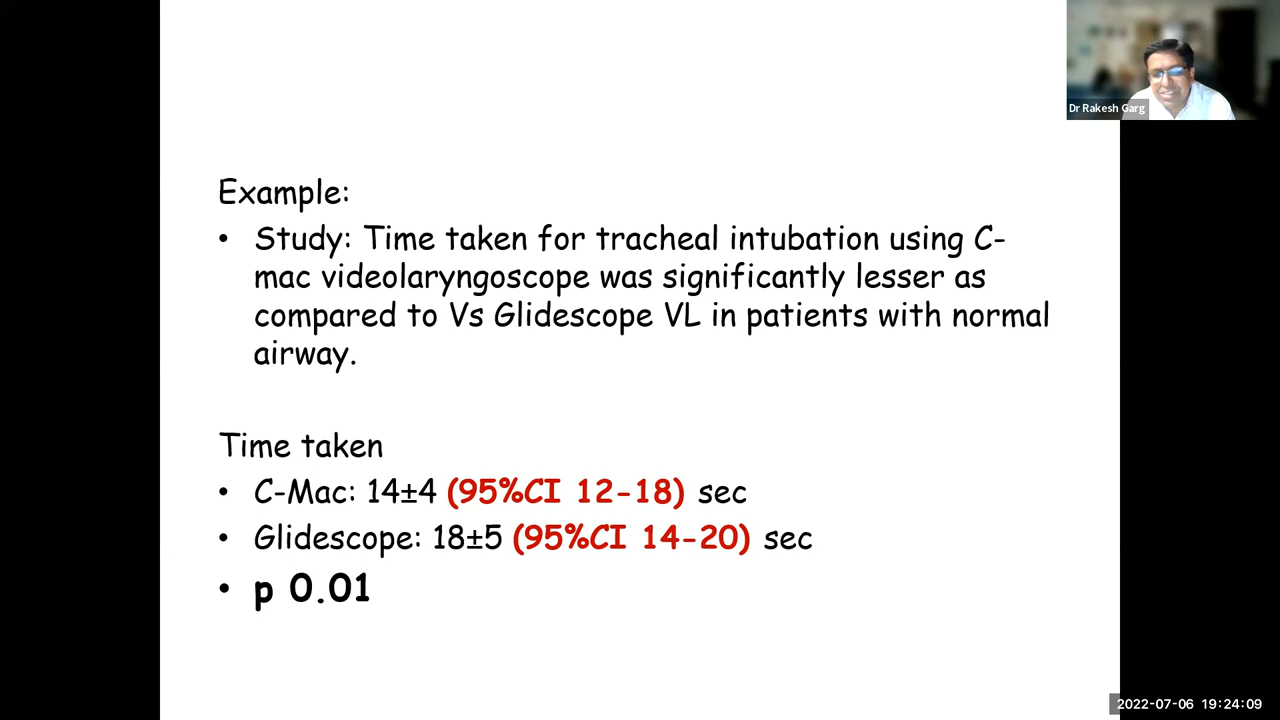 Dr Rakesh Garg
Example:
• Study: Time taken for tracheal intubation using C-
mac videolaryngoscope was significantly lesser as
compared to Vs Glidescope VL in patients with normal
airway.
Time taken
• C-Mac: 14±4 (95%CI 12-18) sec
• Glidescope: 18±5 (95%CI 14-20) sec
• p 0.01
2022-07-06 19:24:09